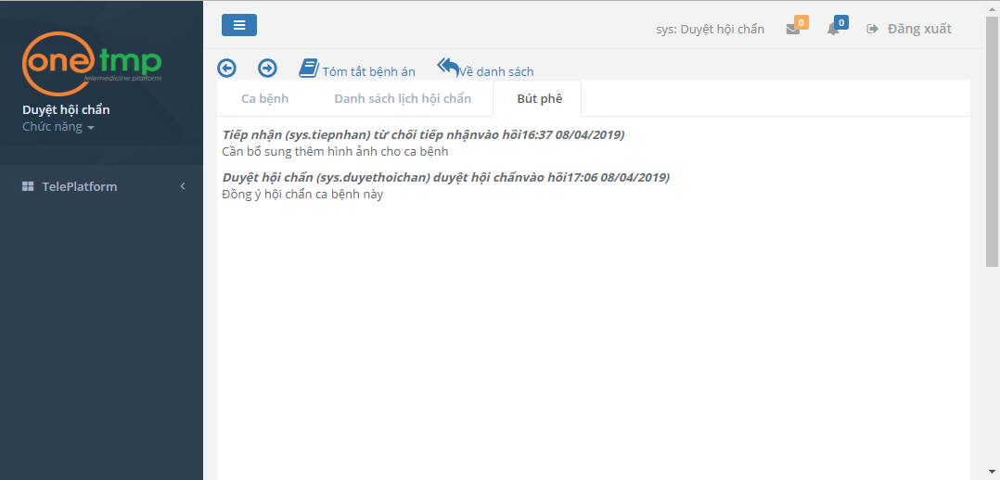 one tmp
telemedicine platform
Duyệt hội chẩn
Chức năng
TelePlatform
sys: Duyệt hội chẩn 0 0 Đăng xuất
Tóm tắt bệnh án Về danh sách
Ca bệnh Danh sách lịch hội chẩn Bút phê
Tiếp nhận (sys.tiepnhan) từ chối tiếp nhậnvào hồi16:37 08/04/2019)
Cần bổ sung thêm hình ảnh cho ca bệnh
Duyệt hội chẩn (sys.duyethoichan) duyệt hội chẩnvào hồi17:06 08/04/2019)
Đồng ý hội chẩn ca bệnh này